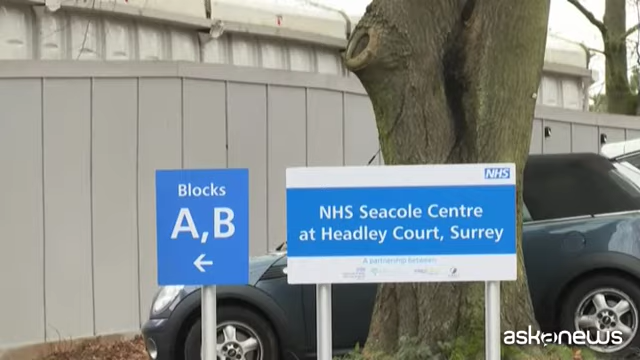 Blocks
A,B
←
NHS
NHS Seacole Centre
at Headley Court, Surrey
A partnership between:
askanews